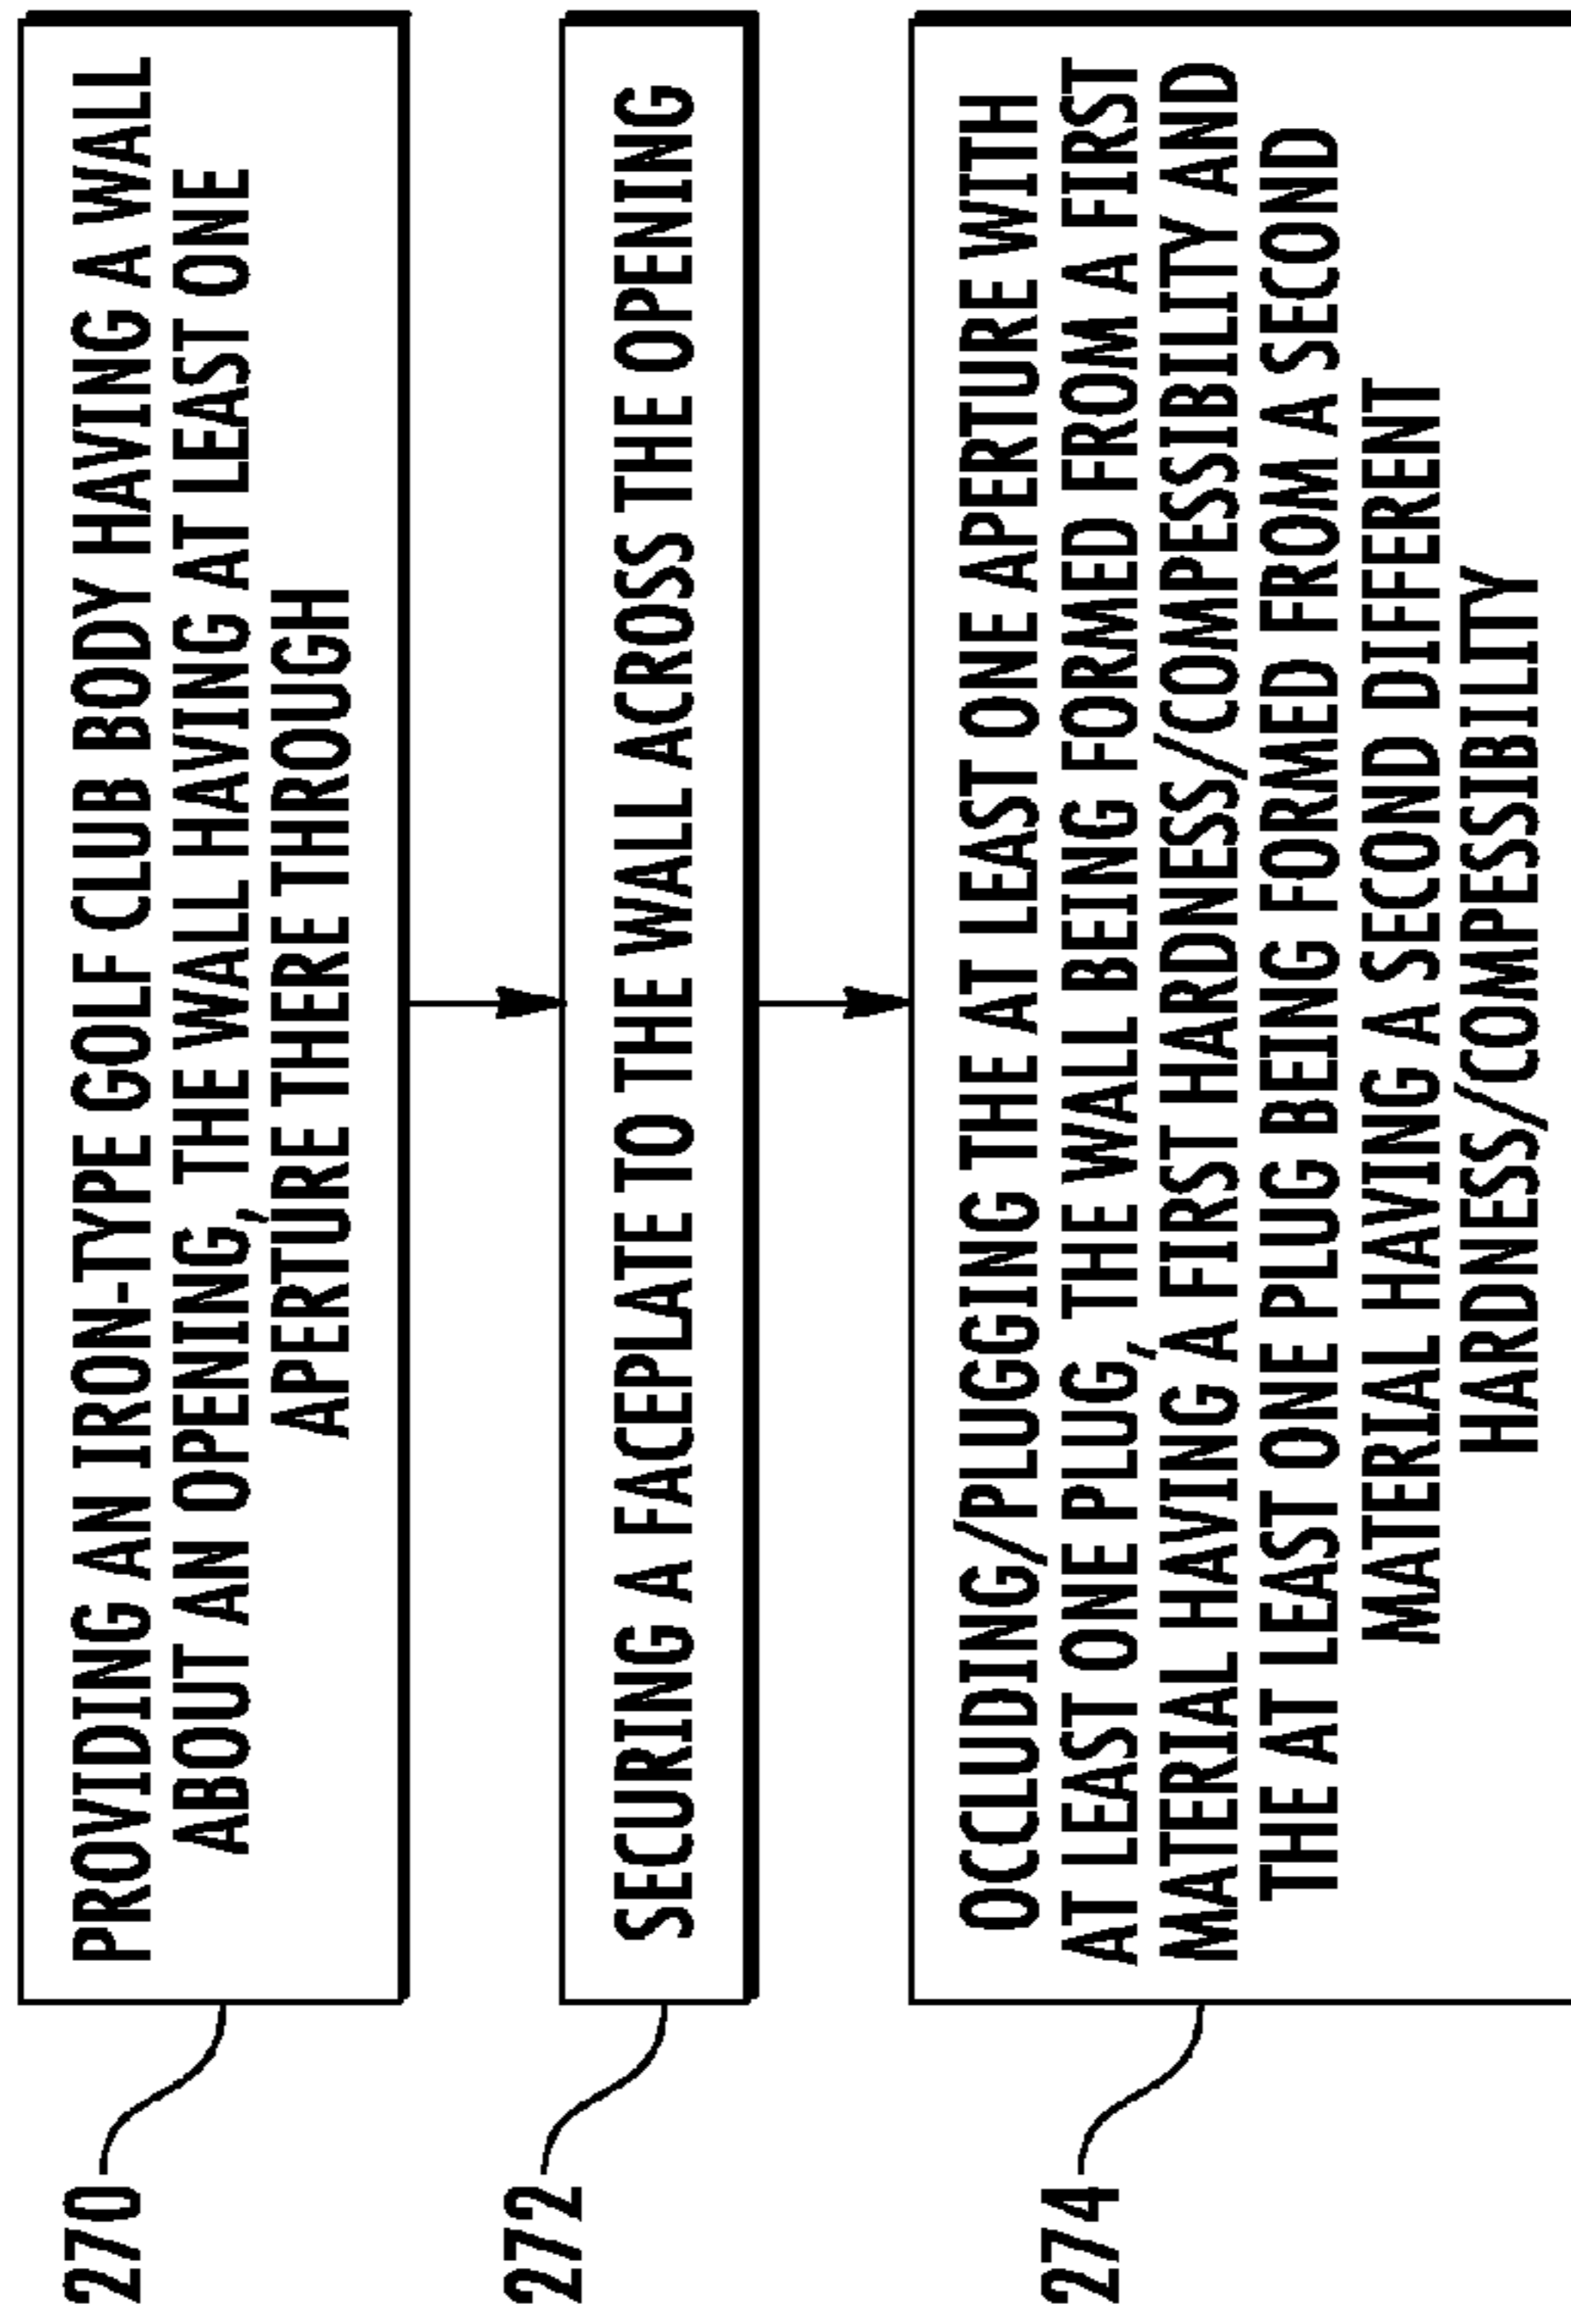 270
PROVIDING AN IRON-TYPE GOLF CLUB BODY HAVING A WALL
ABOUT AN OPENING, THE WALL HAVING AT LEAST ONE
APERTURE THERE THROUGH
272
SECURING A FACEPLATE TO THE WALL ACROSS THE OPENING
274
OCCLUDING/PLUGGING THE AT LEAST ONE APERTURE WITH
AT LEAST ONE PLUG, THE WALL BEING FORMED FROM A FIRST
MATERIAL HAVING A FIRST HARDNESS/COMPESSIBILITY AND
THE AT LEAST ONE PLUG BEING FORMED FROM A SECOND
MATERIAL HAVING A SECOND DIFFERENT
HARDNESS/COMPESSIBILITY